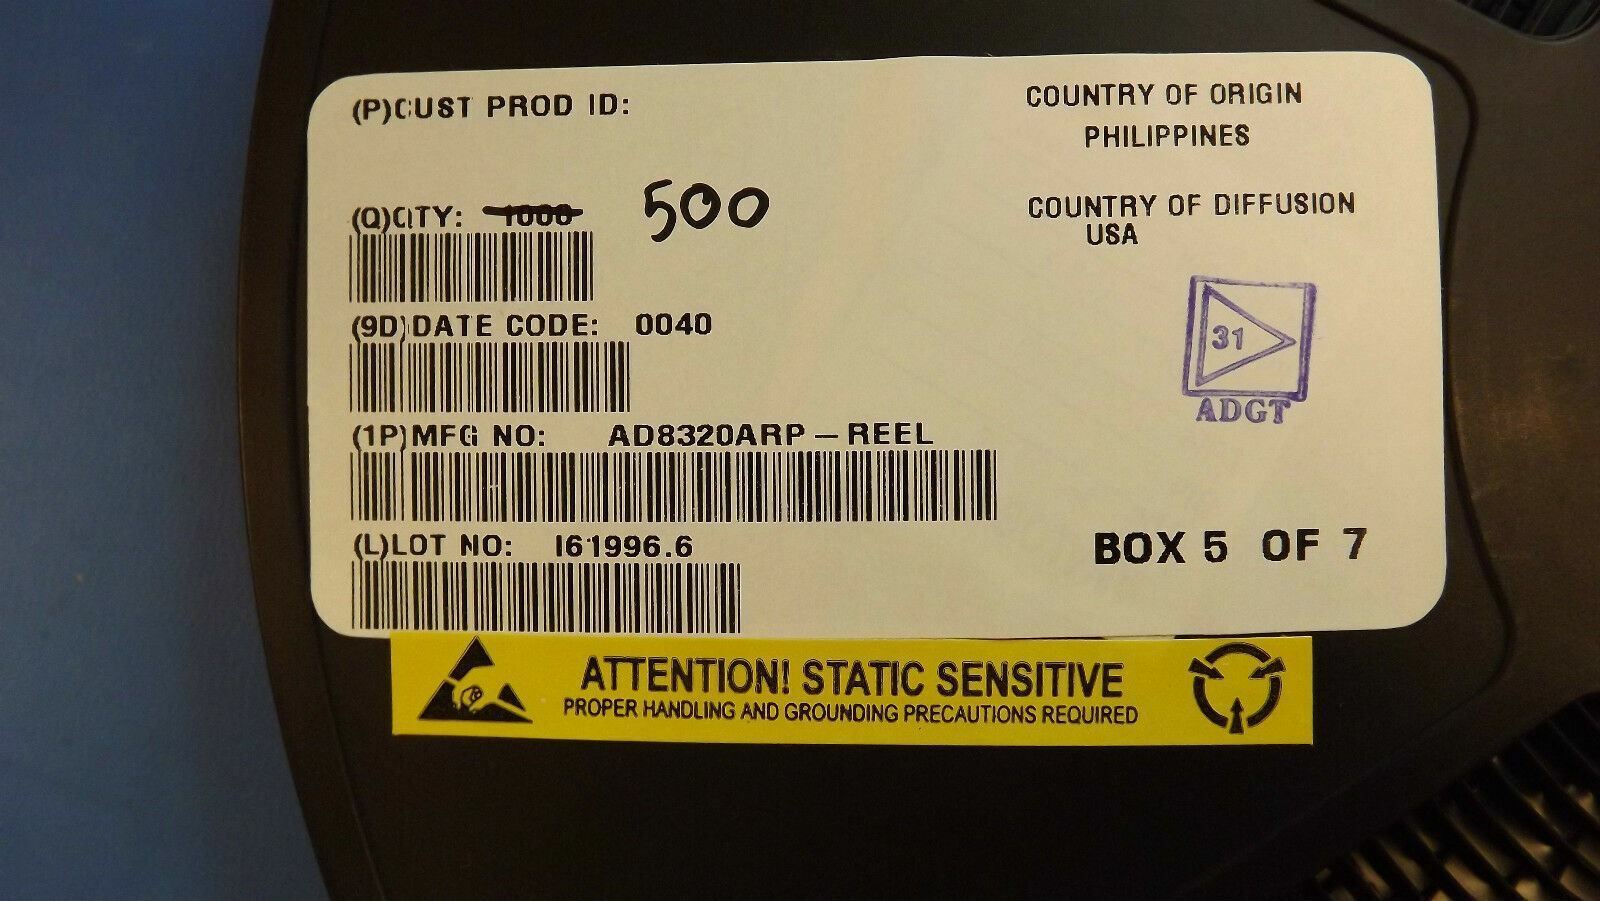 (P)CUST PROD ID:
COUNTRY OF ORIGIN
PHILIPPINES
(Q)QTY: 1000 500
COUNTRY OF DIFFUSION
USA
(9D)DATE CODE: 0040
31
ADGT
(1P)MFG NO: AD8320ARP-REEL
(L)LOT NO: I61996.6
BOX 5 OF 7
ATTENTION! STATIC SENSITIVE
PROPER HANDLING AND GROUNDING PRECAUTIONS REQUIRED